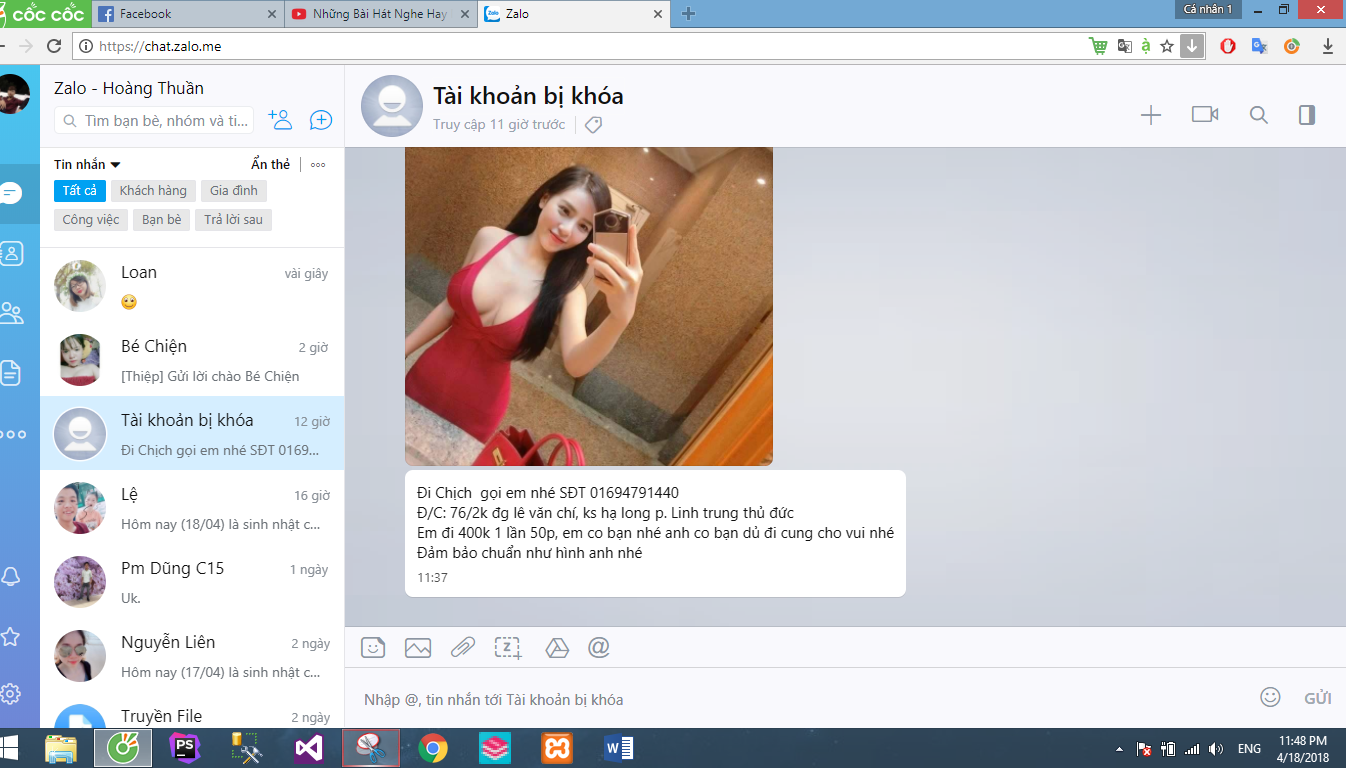 cốc cốc
Facebook
Những Bài Hát Nghe Hay
Zalo
Cá nhân 1
https://chat.zalo.me
Zalo - Hoàng Thuần
Tìm bạn bè, nhóm và ti...
Tin nhắn
Ẩn thẻ
Tất cả
Khách hàng
Gia đình
Công việc
Bạn bè
Trả lời sau
Loan
vài giây
Bé Chiện
2 giờ
[Thiệp] Gửi lời chào Bé Chiện
Tài khoản bị khóa
12 giờ
Đi Chịch gọi em nhé SĐT 0169...
Lệ
16 giờ
Hôm nay (18/04) là sinh nhật c...
Pm Dũng C15
1 ngày
Uk.
Nguyễn Liên
2 ngày
Hôm nay (17/04) là sinh nhật c...
Truyền File
2 ngày
Tài khoản bị khóa
Truy cập 11 giờ trước
Đi Chịch  gọi em nhé SĐT 01694791440
Đ/C: 76/2k đg lê văn chí, ks hạ long p. Linh trung thủ đức
Em đi 400k 1 lần 50p, em co bạn nhé anh co bạn dủ đi cung cho vui nhé
Đảm bảo chuẩn như hình anh nhé
11:37
Nhập @, tin nhắn tới Tài khoản bị khóa
GỬI
PS
ENG
11:48 PM
4/18/2018